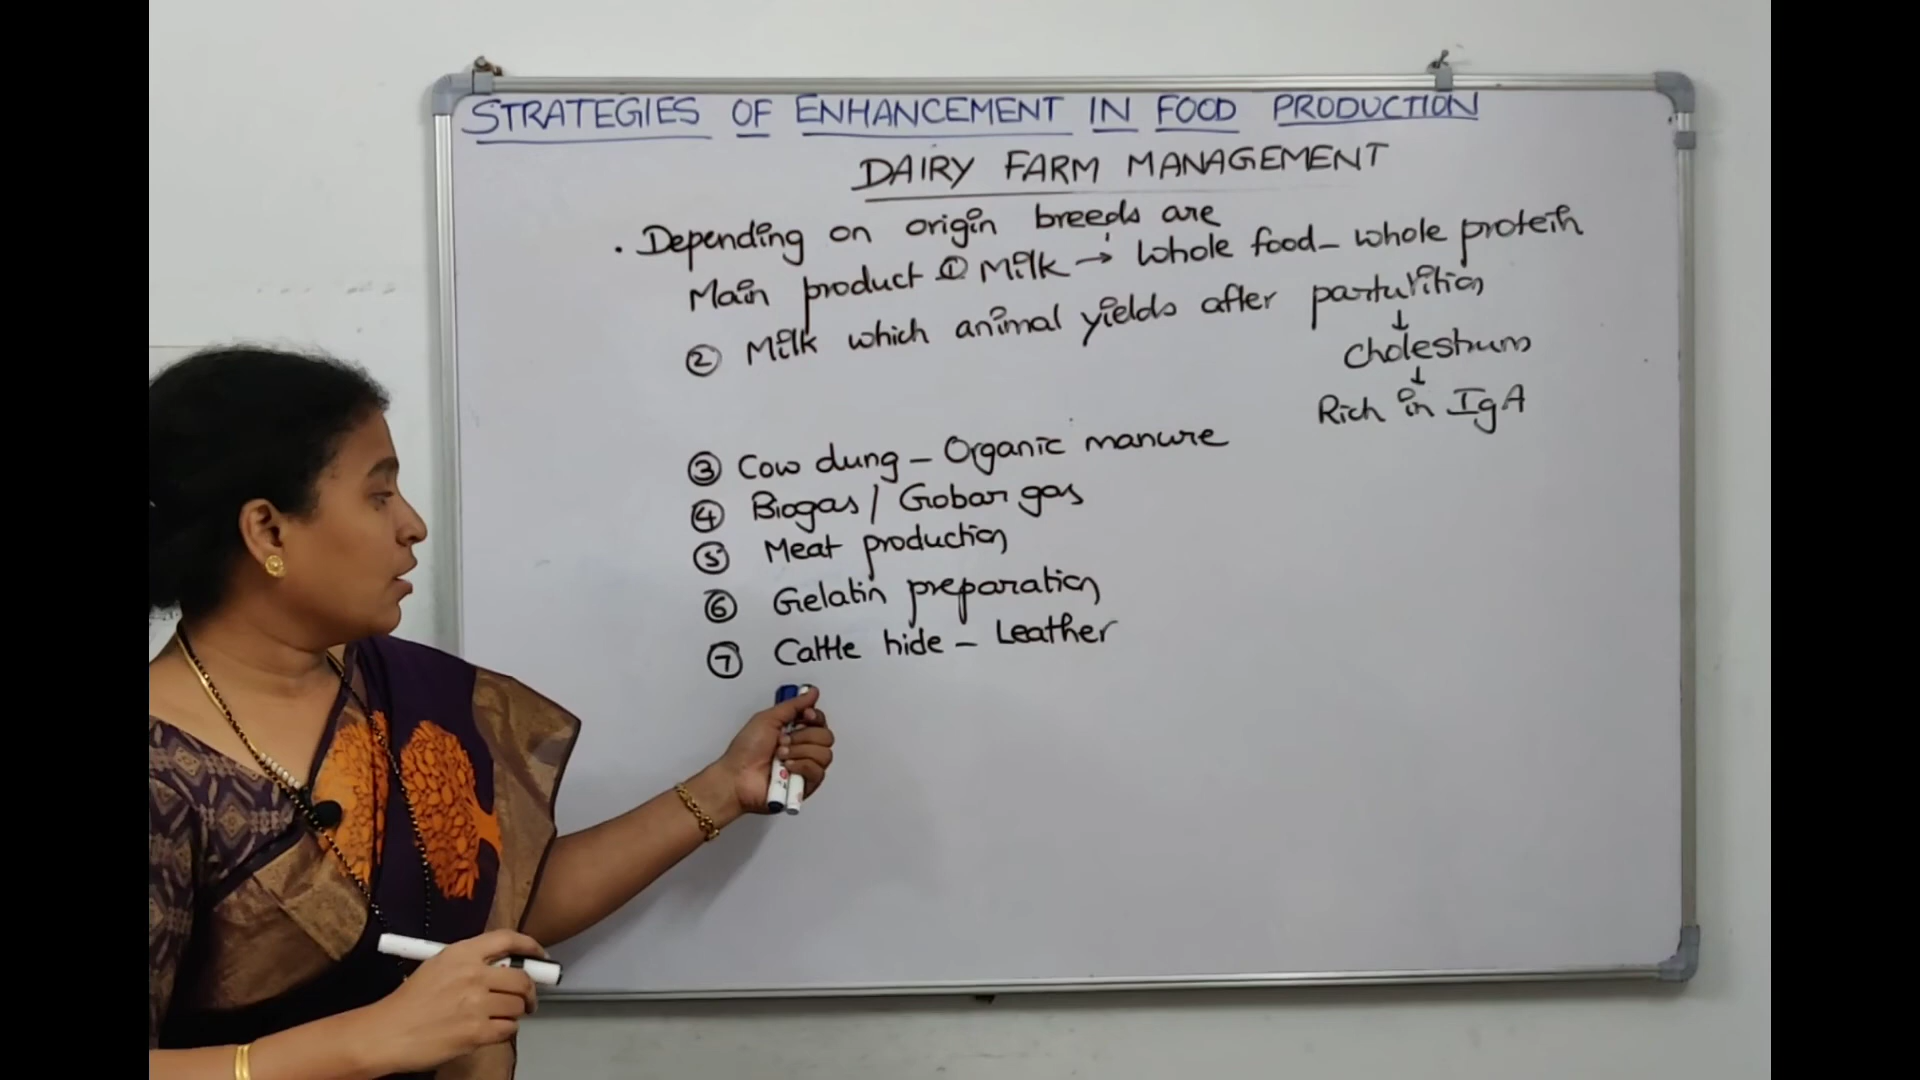 STRATEGIES OF ENHANCEMENT IN FOOD PRODUCTION
DAIRY FARM MANAGEMENT
. Depending on origin breeds are
Main product ① Milk → Whole food - whole protein
② Milk which animal yields after parturition
↓
Cholestrum
↓
Rich in IgA
③ Cow dung - Organic manure
④ Biogas / Gobar gas
⑤ Meat production
⑥ Gelatin preparation
⑦ Cattle hide - Leather